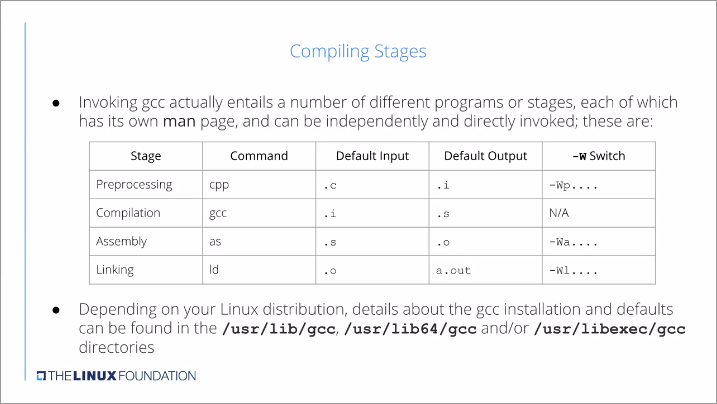 Compiling Stages
● Invoking gcc actually entails a number of different programs or stages, each of which
has its own man page, and can be independently and directly invoked; these are:
Stage Command Default Input Default Output -W Switch
Preprocessing cpp .c .i -Wp....
Compilation gcc .i .s N/A
Assembly as .s .o -Wa....
Linking ld .o a.out -Wl....
● Depending on your Linux distribution, details about the gcc installation and defaults
can be found in the /usr/lib/gcc, /usr/lib64/gcc and/or /usr/libexec/gcc
directories
THE LINUX FOUNDATION